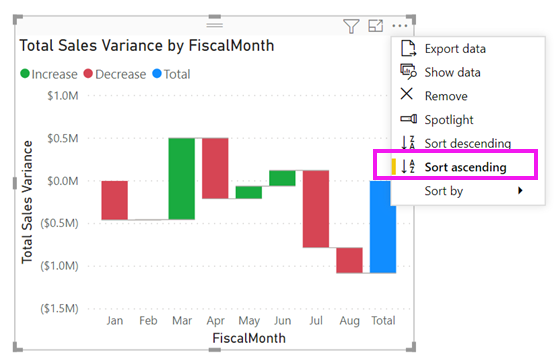 Total Sales Variance by FiscalMonth
Increase Decrease Total
$1.0M
$0.5M
$0.0M
($0.5M)
($1.0M)
($1.5M)
Total Sales Variance
Jan Feb Mar Apr May Jun Jul Aug Total
FiscalMonth
Export data
Show data
Remove
Spotlight
Sort descending
Sort ascending
Sort by